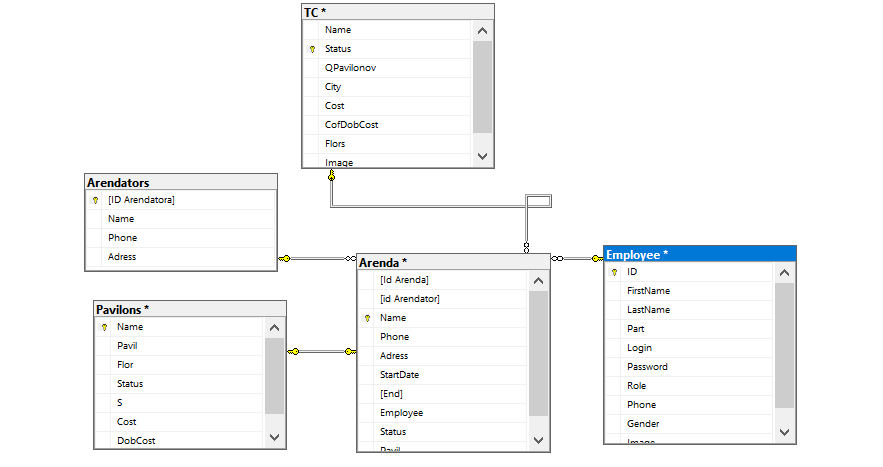 TC *
Name
Status
QPavilonov
City
Cost
CofDobCost
Flors
Image
Arendators
[ID Arendatora]
Name
Phone
Adress
Pavilons *
Name
Pavil
Flor
Status
S
Cost
DobCost
Arenda *
[Id Arenda]
[id Arendator]
Name
Phone
Adress
StartDate
[End]
Employee
Status
Pavil
Employee *
ID
FirstName
LastName
Part
Login
Password
Role
Phone
Gender
Image